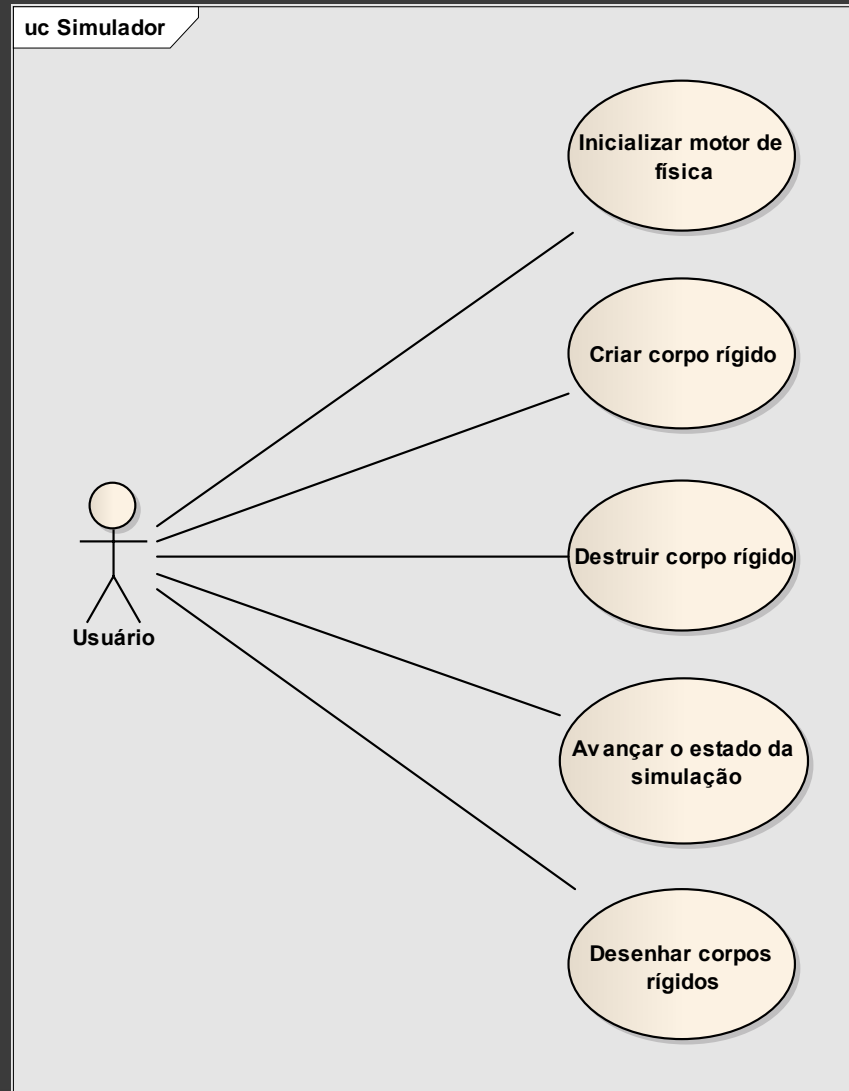 uc Simulador
Inicializar motor de
física
Criar corpo rígido
Destruir corpo rígido
Usuário
Avançar o estado da
simulação
Desenhar corpos
rígidos